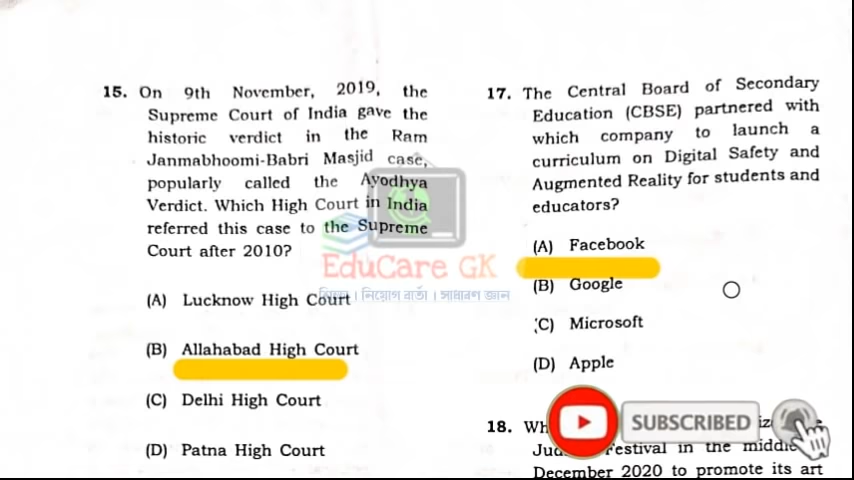 15. On 9th November, 2019, the
Supreme Court of India gave the
historic verdict in the Ram
Janmabhoomi-Babri Masjid case,
popularly called the Ayodhya
Verdict. Which High Court in India
referred this case to the Supreme
Court after 2010?
(A) Lucknow High Court
(B) Allahabad High Court
(C) Delhi High Court
(D) Patna High Court
17. The Central Board of Secondary
Education (CBSE) partnered with
which company to launch a
curriculum on Digital Safety and
Augmented Reality for students and
educators?
(A) Facebook
(B) Google
(C) Microsoft
(D) Apple
18. Wh
Festival in the middle
December 2020 to promote its art
EduCare GK
শিক্ষা । নিয়োগ বার্তা । সাধারণ জ্ঞান
SUBSCRIBED